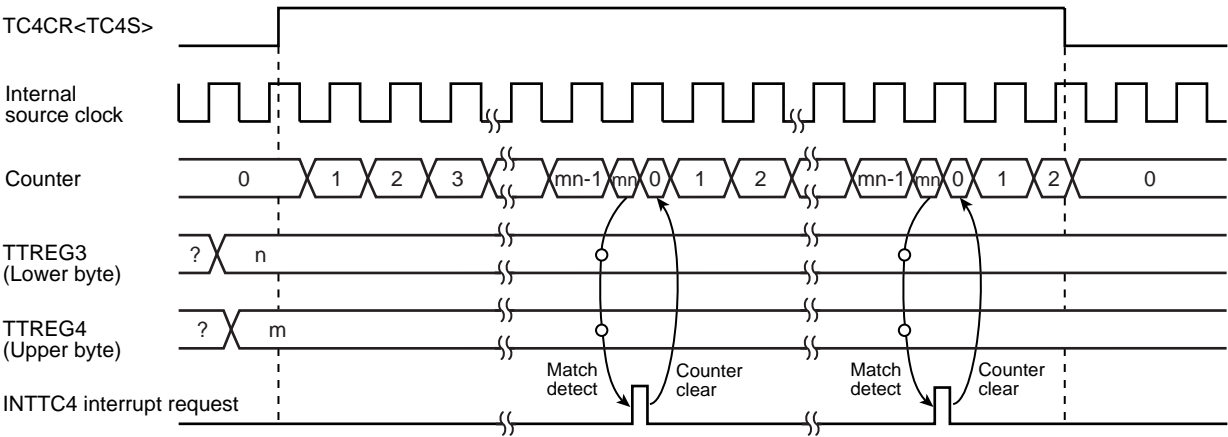 TC4CR<TC4S>
Internal
source clock
Counter
0 1 2 3 mn-1 mn 0 1 2 mn-1 mn 0 1 2 0
TTREG3
(Lower byte)
? n
TTREG4
(Upper byte)
? m
Match
detect
Counter
clear
Match
detect
Counter
clear
INTTC4 interrupt request